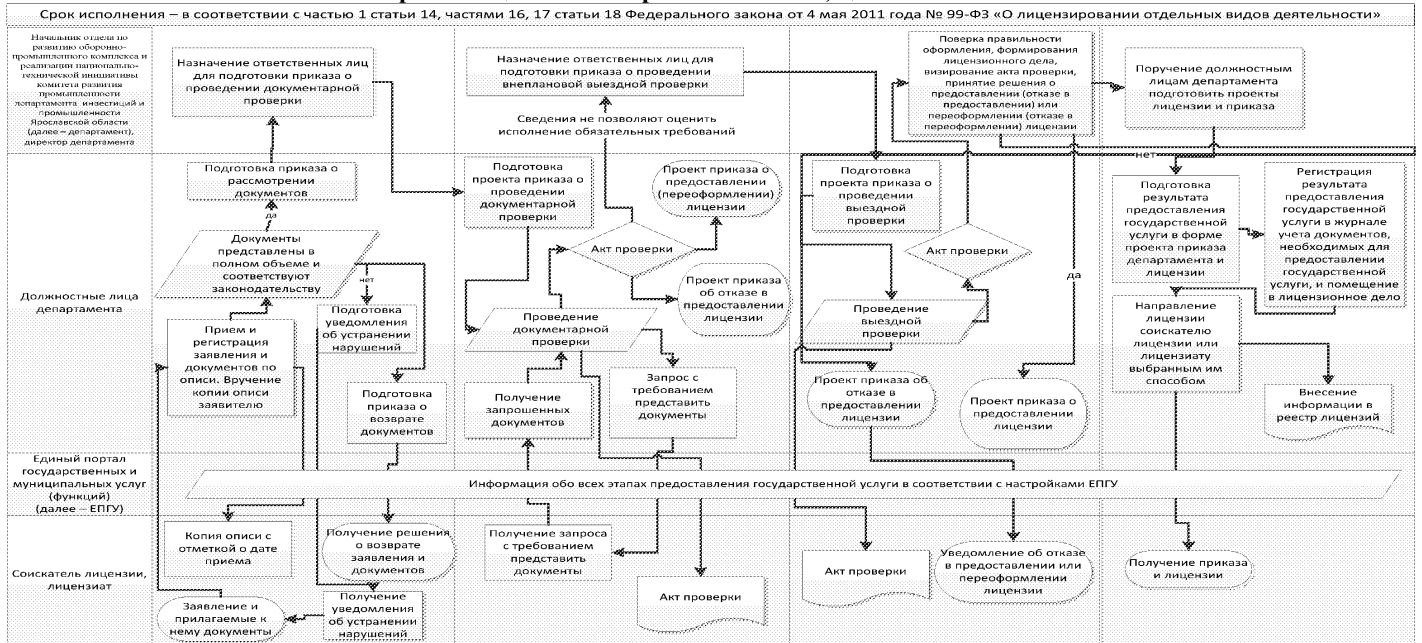 Срок исполнения – в соответствии с частью 1 статьи 14, частями 16, 17 статьи 18 Федерального закона от 4 мая 2011 года № 99-ФЗ «О лицензировании отдельных видов деятельности»
Начальник отдела по
развитию оборонно-
промышленного комплекса и
реализации национально-
технической инициативы
комитета развития
промышленности
департамента инвестиций и
промышленности
Ярославской области
(далее – департамент),
директор департамента
Назначение ответственных лиц
для подготовки приказа о
проведении документарной
проверки
Назначение ответственных лиц для
подготовки приказа о проведении
внеплановой выездной проверки
Сведения не позволяют оценить
исполнение обязательных требований
Поверка правильности
оформления, формирования
лицензионного дела,
визирование акта проверки,
принятие решения о
предоставлении (отказе в
предоставлении) или
переоформлении (отказе в
переоформлении) лицензии
Поручение должностным
лицам департамента
подготовить проекты
лицензии и приказа
Должностные лица
департамента
Подготовка приказа о
рассмотрении
документов
да
Документы
представлены в
полном объеме и
соответствуют
законодательству
нет
Подготовка
уведомления
об устранении
нарушений
Прием и
регистрация
заявления и
документов по
описи. Вручение
копии описи
заявителю
Подготовка
приказа о
возврате
документов
Подготовка
проекта приказа о
проведении
документарной
проверки
Проект приказа о
предоставлении
(переоформлении)
лицензии
Акт проверки
Проект приказа
об отказе в
предоставлении
лицензии
Проведение
документарной
проверки
Получение
запрошенных
документов
Запрос с
требованием
представить
документы
Подготовка
проекта приказа о
проведении
выездной
проверки
Акт проверки
Проведение
выездной
проверки
Проект приказа об
отказе в
предоставлении
лицензии
да
Проект приказа о
предоставлении
лицензии
нет
Подготовка
результата
предоставления
государственной
услуги в форме
проекта приказа
департамента и
лицензии
Регистрация
результата
предоставления
государственной
услуги в журнале
учета документов,
необходимых для
предоставлении
государственной
услуги, и помещение
в лицензионное дело
Направление
лицензии
соискателю
лицензии или
лицензиату
выбранным им
способом
Внесение
информации в
реестр лицензий
Единый портал
государственных и
муниципальных услуг
(функций)
(далее – ЕПГУ)
Информация обо всех этапах предоставления государственной услуги в соответствии с настройками ЕПГУ
Соискатель лицензии,
лицензиат
Копия описи с
отметкой о дате
приема
Получение решения
о возврате
заявления и
документов
Заявление и
прилагаемые к
нему документы
Получение
уведомления
об устранении
нарушений
Получение запроса
с требованием
представить
документы
Акт проверки
Акт проверки
Уведомление об отказе
в предоставлении или
переоформлении
лицензии
Получение приказа
и лицензии